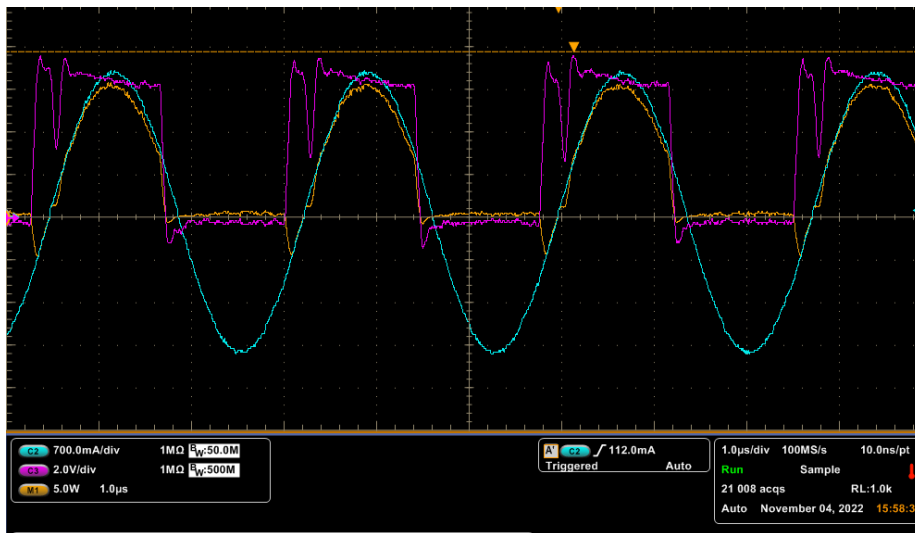 C2 700.0mA/div 1MΩ BW:50.0M
C3 2.0V/div 1MΩ BW:500M
M1 5.0W 1.0µs
A' C2 112.0mA
Triggered Auto
1.0µs/div 100MS/s 10.0ns/pt
Run Sample
21 008 acqs RL:1.0k
Auto November 04, 2022 15:58:3